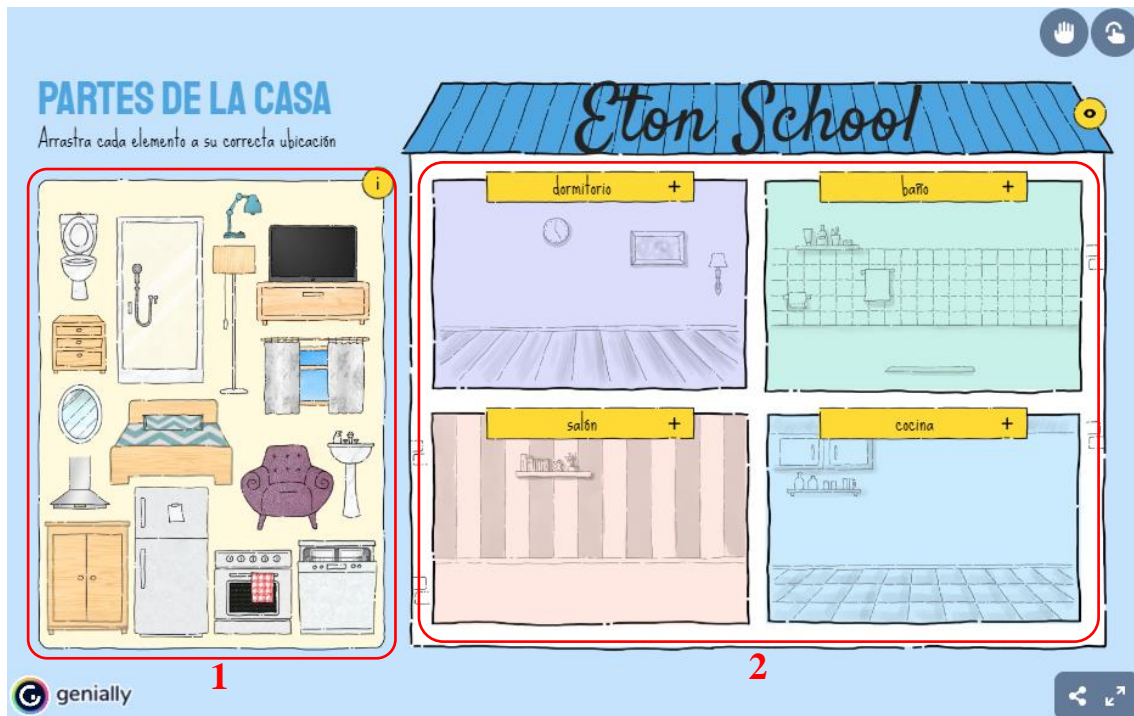 PARTES DE LA CASA
Arrastra cada elemento a su correcta ubicación
Eton School
o
i
dormitorio +
baño +
salón +
cocina +
1
2
genially